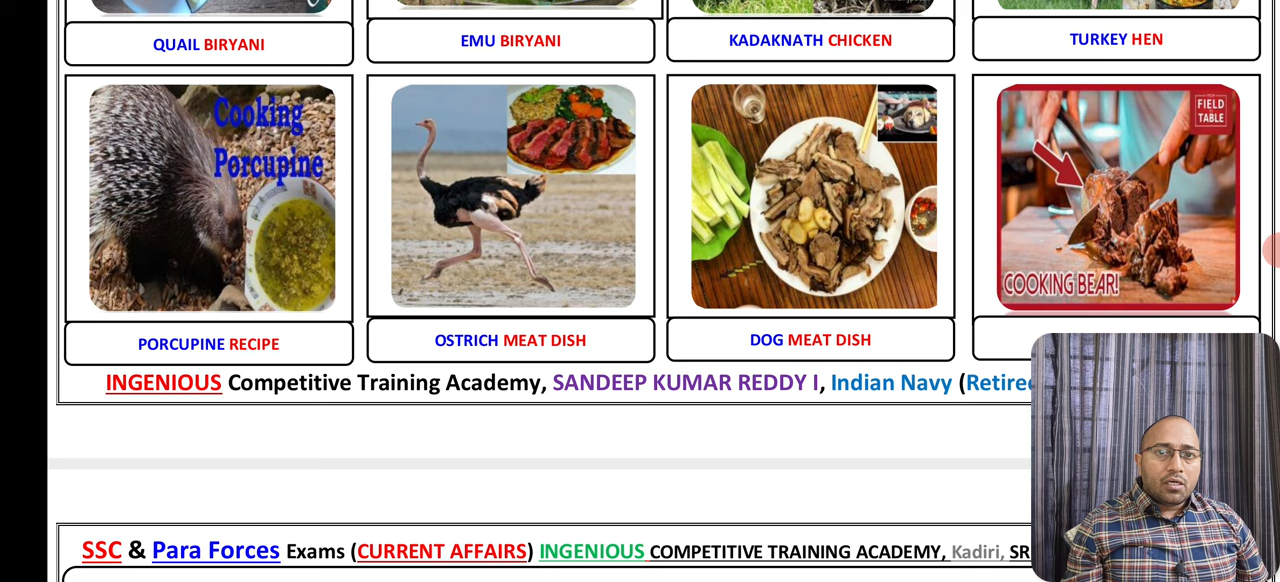 QUAIL BIRYANI
EMU BIRYANI
KADAKNATH CHICKEN
TURKEY HEN
Cooking
Porcupine
FIELD
TABLE
COOKING BEAR!
PORCUPINE RECIPE
OSTRICH MEAT DISH
DOG MEAT DISH
INGENIOUS Competitive Training Academy, SANDEEP KUMAR REDDY I, Indian Navy (Retired
SSC & Para Forces Exams (CURRENT AFFAIRS) INGENIOUS COMPETITIVE TRAINING ACADEMY, Kadiri, SR